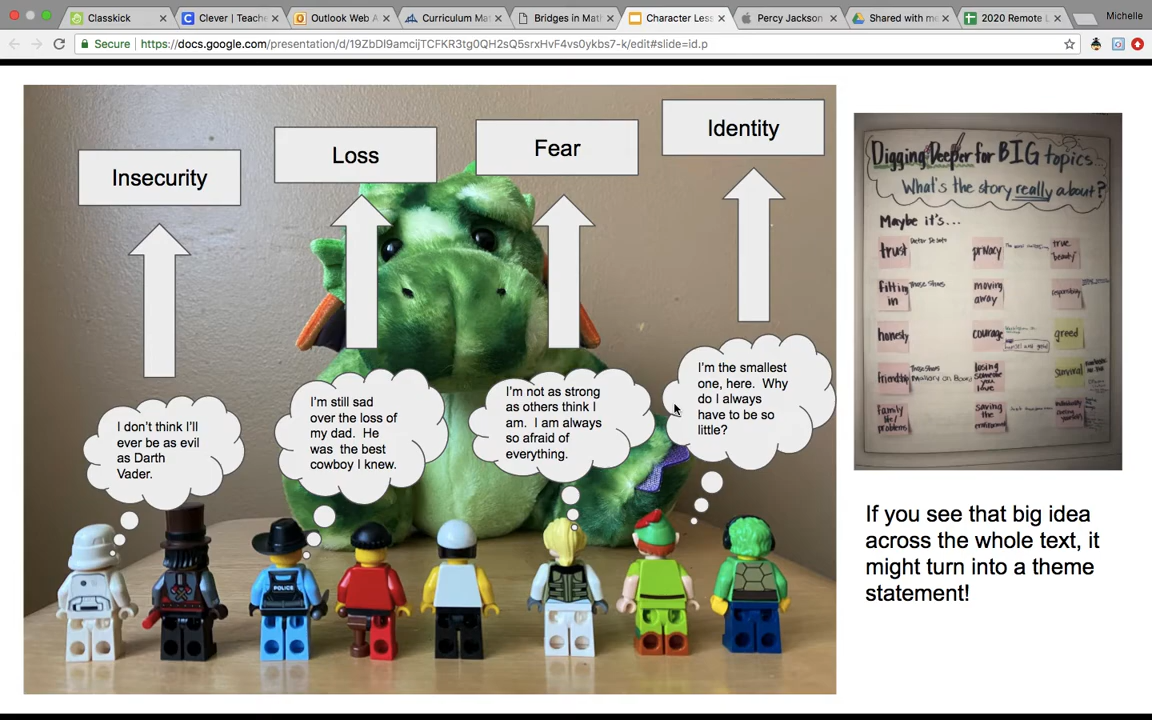 Classkick
Clever | Teache
Outlook Web A
Curriculum Ma
Bridges in Mat
Character Less
Percy Jackson
Shared with me
2020 Remote L
Michelle
Secure
https://docs.google.com/presentation/d/19ZbDl9amcijTCFKR3tg0QH2sQ5srxHvF4vs0ykbs7-k/edit#slide=id.p
Insecurity
Loss
Fear
Identity
I don't think I'll
ever be as evil
as Darth
Vader.
I'm still sad
over the loss of
my dad. He
was the best
cowboy I knew.
I'm not as strong
as others think I
am. I am always
so afraid of
everything.
I'm the smallest
one, here. Why
do I always
have to be so
little?
POLICE
Digging Deeper for BIG topics
What's the story really about?
Maybe it's...
trust
privacy
true
"beauty"
fitting
in
These Shoes
moving
away
responsibility
honesty
courage
greed
friendship
These Shoes
losing
someone
you
love
survival
family
life/
problems
saving
the
environment
If you see that big idea
across the whole text, it
might turn into a theme
statement!